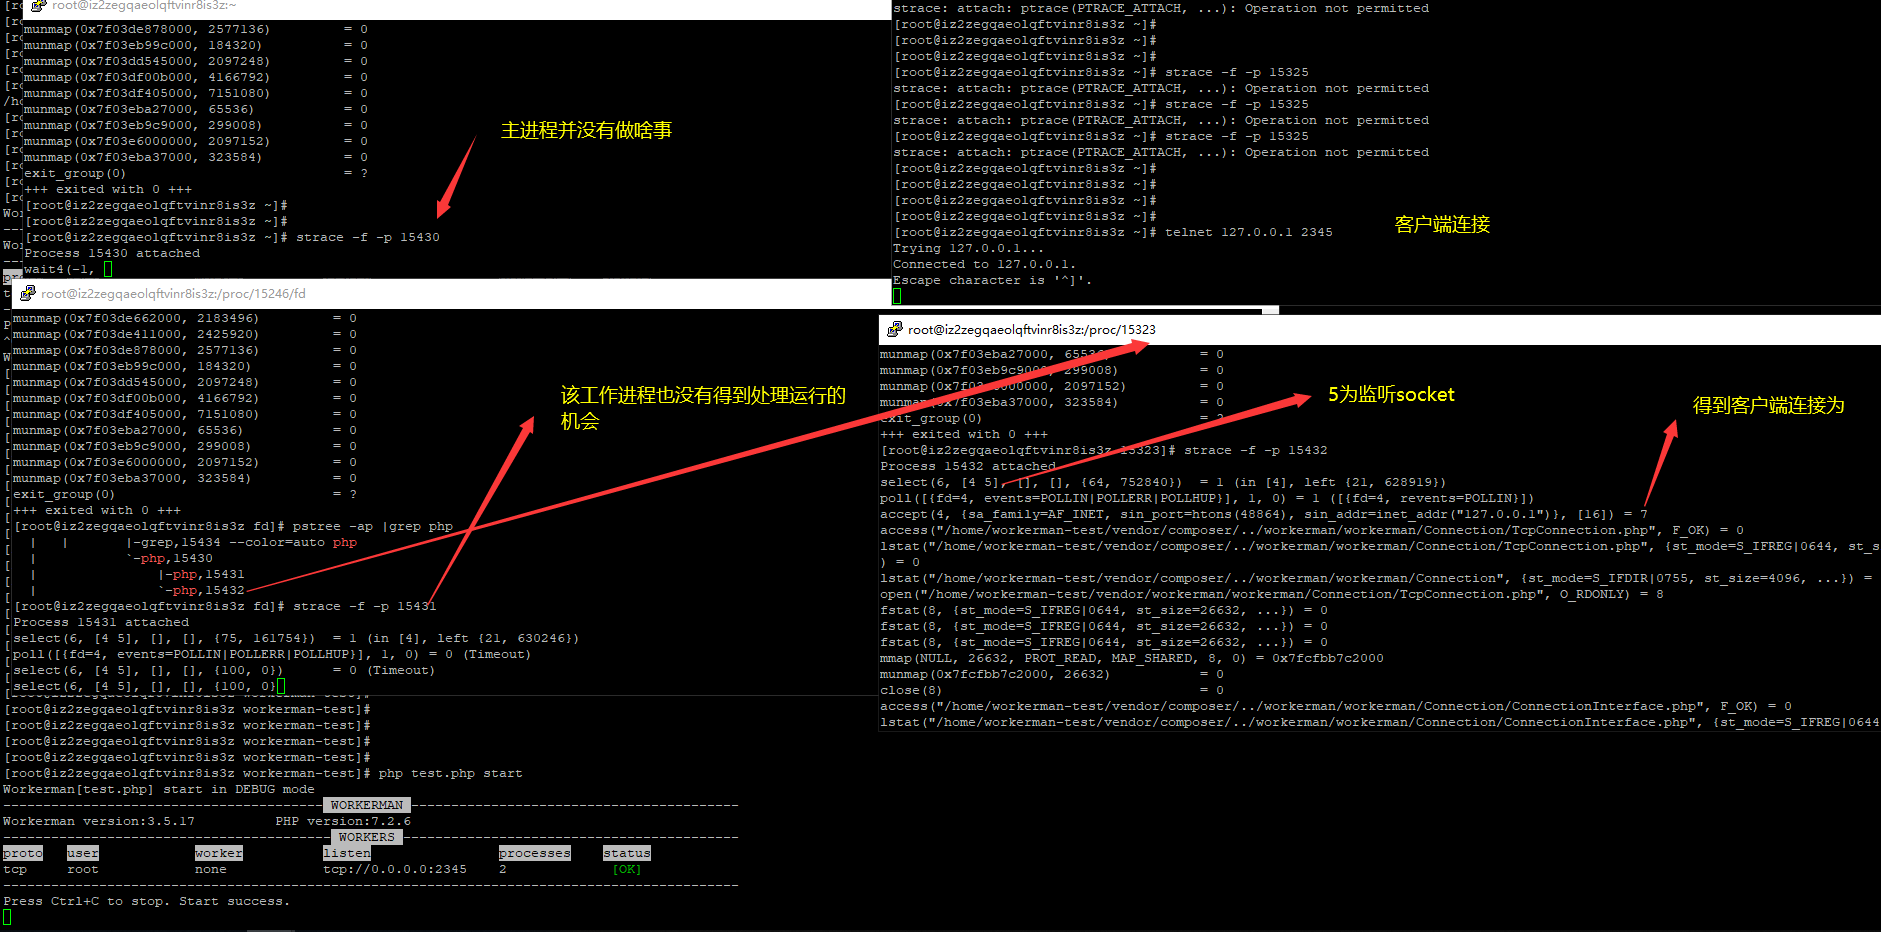 root@iz2zegqaeolqftvinr8is3z:~
munmap(0x7f03de878000, 2577136)          = 0
munmap(0x7f03eb99c000, 184320)           = 0
munmap(0x7f03dd545000, 2097248)          = 0
munmap(0x7f03df00b000, 4166792)          = 0
munmap(0x7f03df405000, 7151080)          = 0
munmap(0x7f03eba27000, 65536)            = 0
munmap(0x7f03eb9c9000, 299008)           = 0
munmap(0x7f03e6000000, 2097152)          = 0
munmap(0x7f03eba37000, 323584)           = 0
exit_group(0)                            = ?
+++ exited with 0 +++
[root@iz2zegqaeolqftvinr8is3z ~]#
[root@iz2zegqaeolqftvinr8is3z ~]#
[root@iz2zegqaeolqftvinr8is3z ~]# strace -f -p 15430
Process 15430 attached
wait4(-1,
主进程并没有做啥事
strace: attach: ptrace(PTRACE_ATTACH, ...): Operation not permitted
[root@iz2zegqaeolqftvinr8is3z ~]#
[root@iz2zegqaeolqftvinr8is3z ~]#
[root@iz2zegqaeolqftvinr8is3z ~]#
[root@iz2zegqaeolqftvinr8is3z ~]# strace -f -p 15325
strace: attach: ptrace(PTRACE_ATTACH, ...): Operation not permitted
[root@iz2zegqaeolqftvinr8is3z ~]# strace -f -p 15325
strace: attach: ptrace(PTRACE_ATTACH, ...): Operation not permitted
[root@iz2zegqaeolqftvinr8is3z ~]# strace -f -p 15325
strace: attach: ptrace(PTRACE_ATTACH, ...): Operation not permitted
[root@iz2zegqaeolqftvinr8is3z ~]#
[root@iz2zegqaeolqftvinr8is3z ~]#
[root@iz2zegqaeolqftvinr8is3z ~]#
[root@iz2zegqaeolqftvinr8is3z ~]#
[root@iz2zegqaeolqftvinr8is3z ~]# telnet 127.0.0.1 2345
Trying 127.0.0.1...
Connected to 127.0.0.1.
Escape character is '^]'.
客户端连接
root@iz2zegqaeolqftvinr8is3z:/proc/15246/fd
munmap(0x7f03de662000, 2183496)          = 0
munmap(0x7f03de411000, 2425920)          = 0
munmap(0x7f03de878000, 2577136)          = 0
munmap(0x7f03eb99c000, 184320)           = 0
munmap(0x7f03dd545000, 2097248)          = 0
munmap(0x7f03df00b000, 4166792)          = 0
munmap(0x7f03df405000, 7151080)          = 0
munmap(0x7f03eba27000, 65536)            = 0
munmap(0x7f03eb9c9000, 299008)           = 0
munmap(0x7f03e6000000, 2097152)          = 0
munmap(0x7f03eba37000, 323584)           = 0
exit_group(0)                            = ?
+++ exited with 0 +++
[root@iz2zegqaeolqftvinr8is3z fd]# pstree -ap |grep php
|   |       |-grep,15434 --color=auto php
|           `-php,15430
|               |-php,15431
|               `-php,15432
[root@iz2zegqaeolqftvinr8is3z fd]# strace -f -p 15431
Process 15431 attached
select(6, [4 5], [], [], {75, 161754})  = 1 (in [4], left {21, 630246})
poll([{fd=4, events=POLLIN|POLLERR|POLLHUP}], 1, 0) = 0 (Timeout)
select(6, [4 5], [], [], {100, 0})      = 0 (Timeout)
select(6, [4 5], [], [], {100, 0}
该工作进程也没有得到处理运行的
机会
root@iz2zegqaeolqftvinr8is3z:/proc/15323
munmap(0x7f03eba27000, 65536)            = 0
munmap(0x7f03eb9c9000, 299008)           = 0
munmap(0x7f03e6000000, 2097152)          = 0
munmap(0x7f03eba37000, 323584)           = 0
exit_group(0)                            = ?
+++ exited with 0 +++
[root@iz2zegqaeolqftvinr8is3z 15323]# strace -f -p 15432
Process 15432 attached
select(6, [4 5], [], [], {64, 752840})  = 1 (in [4], left {21, 628919})
poll([{fd=4, events=POLLIN|POLLERR|POLLHUP}], 1, 0) = 1 ([{fd=4, revents=POLLIN}])
accept(4, {sa_family=AF_INET, sin_port=htons(48864), sin_addr=inet_addr("127.0.0.1")}, [16]) = 7
access("/home/workerman-test/vendor/composer/../workerman/workerman/Connection/TcpConnection.php", F_OK) = 0
lstat("/home/workerman-test/vendor/composer/../workerman/workerman/Connection/TcpConnection.php", {st_mode=S_IFREG|0644, st_s
) = 0
lstat("/home/workerman-test/vendor/composer/../workerman/workerman/Connection", {st_mode=S_IFDIR|0755, st_size=4096, ...}) =
open("/home/workerman-test/vendor/workerman/workerman/Connection/TcpConnection.php", O_RDONLY) = 8
fstat(8, {st_mode=S_IFREG|0644, st_size=26632, ...}) = 0
fstat(8, {st_mode=S_IFREG|0644, st_size=26632, ...}) = 0
fstat(8, {st_mode=S_IFREG|0644, st_size=26632, ...}) = 0
mmap(NULL, 26632, PROT_READ, MAP_SHARED, 8, 0) = 0x7fcfbb7c2000
munmap(0x7fcfbb7c2000, 26632)           = 0
close(8)                                = 0
access("/home/workerman-test/vendor/composer/../workerman/workerman/Connection/ConnectionInterface.php", F_OK) = 0
lstat("/home/workerman-test/vendor/composer/../workerman/workerman/Connection/ConnectionInterface.php", {st_mode=S_IFREG|0644
5为监听socket
得到客户端连接为
[root@iz2zegqaeolqftvinr8is3z workerman-test]#
[root@iz2zegqaeolqftvinr8is3z workerman-test]#
[root@iz2zegqaeolqftvinr8is3z workerman-test]#
[root@iz2zegqaeolqftvinr8is3z workerman-test]#
[root@iz2zegqaeolqftvinr8is3z workerman-test]#
[root@iz2zegqaeolqftvinr8is3z workerman-test]# php test.php start
Workerman[test.php] start in DEBUG mode
----------------------------------------- WORKERMAN -----------------------------------------
Workerman version:3.5.17          PHP version:7.2.6
------------------------------------------ WORKERS ------------------------------------------
proto   user            worker          listen                processes    status
tcp     root            none            tcp://0.0.0.0:2345    2             [OK]
---------------------------------------------------------------------------------------------
Press Ctrl+C to stop. Start success.